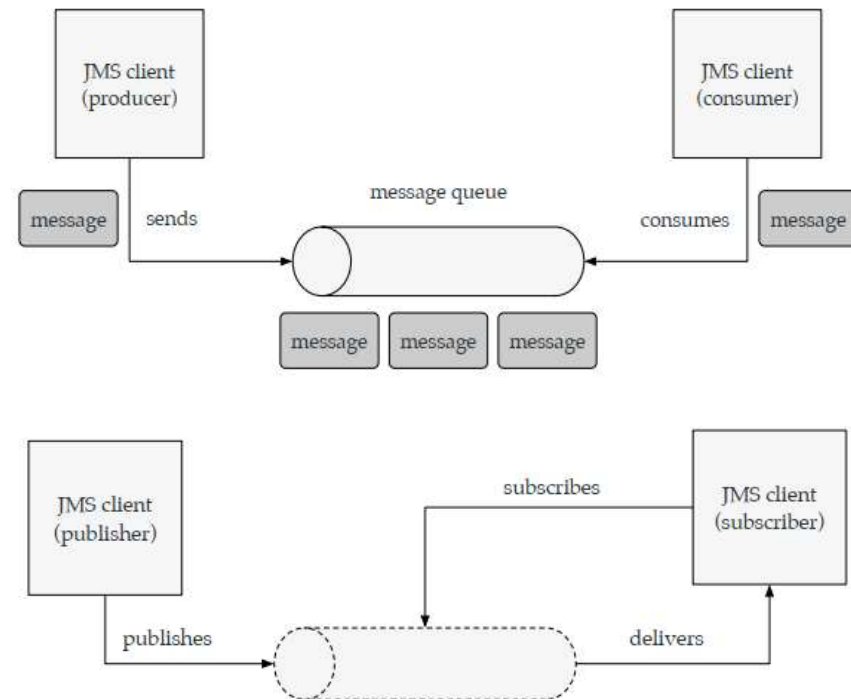 JMS client
(producer)
JMS client
(consumer)
message
sends
message queue
consumes
message
message
message
message
JMS client
(publisher)
subscribes
JMS client
(subscriber)
publishes
delivers